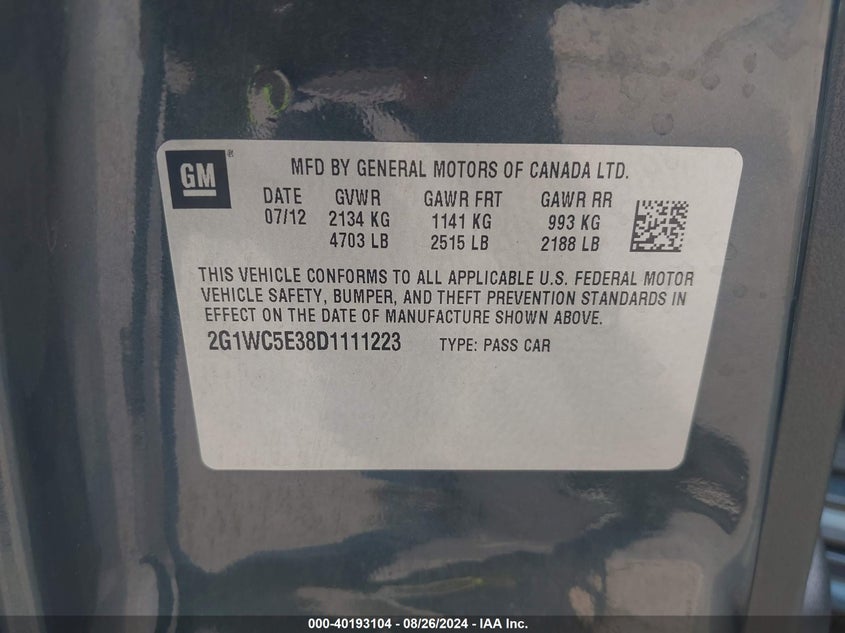 GM®
MFD BY GENERAL MOTORS OF CANADA LTD.
DATE GVWR GAWR FRT GAWR RR
07/12 2134 KG 1141 KG 993 KG
4703 LB 2515 LB 2188 LB
THIS VEHICLE CONFORMS TO ALL APPLICABLE U.S. FEDERAL MOTOR
VEHICLE SAFETY, BUMPER, AND THEFT PREVENTION STANDARDS IN
EFFECT ON THE DATE OF MANUFACTURE SHOWN ABOVE.
2G1WC5E38D1111223 TYPE: PASS CAR
000-40193104 - 08/26/2024 - IAA Inc.